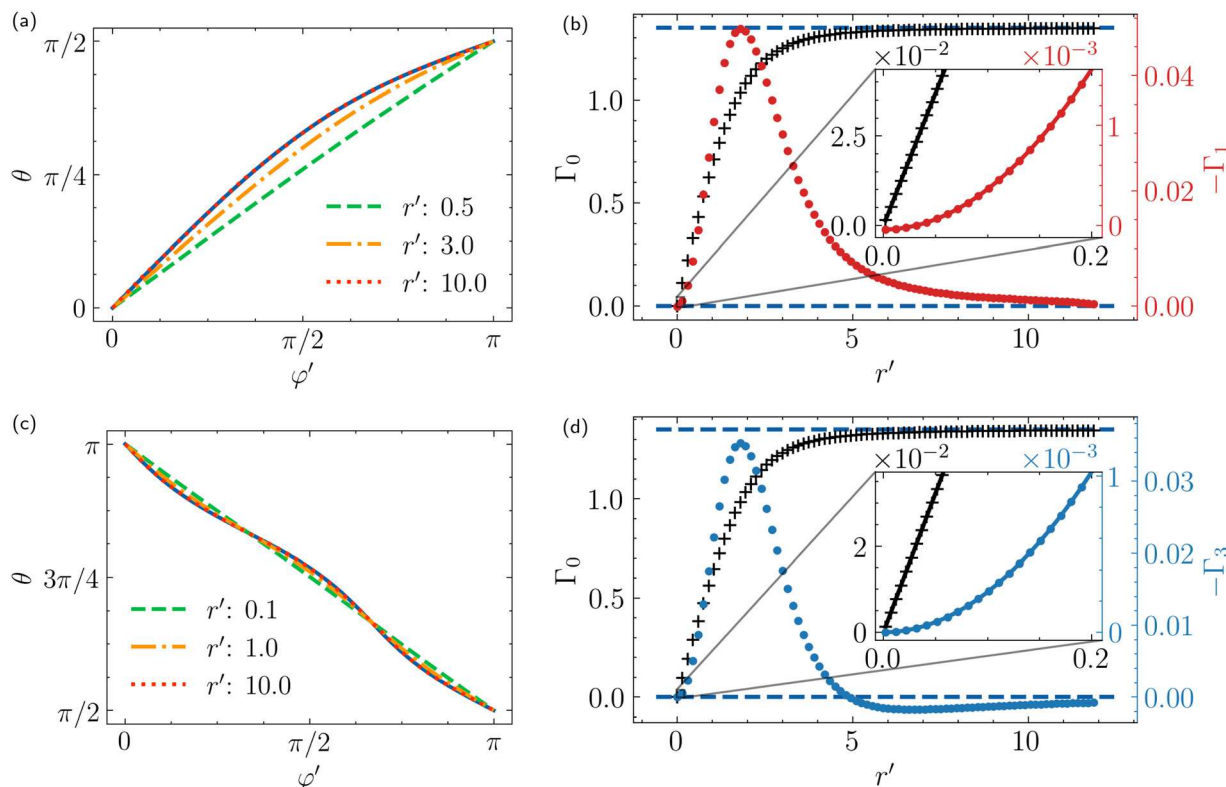 (a)
π/2
π/4
0
θ
r′: 0.5
r′: 3.0
r′: 10.0
0
π/2
π
φ′
(b)
1.0
0.5
0.0
Γ₀
×10⁻²
×10⁻³
2.5
0.0
1
0
0.0
0.2
0.04
0.02
0.00
−Γ₁
0
5
10
r′
(c)
π
3π/4
π/2
θ
r′: 0.1
r′: 1.0
r′: 10.0
0
π/2
π
φ′
(d)
1.0
0.5
0.0
Γ₀
×10⁻²
×10⁻³
2
0
1
0
0.0
0.2
0.03
0.02
0.01
0.00
−Γ₃
0
5
10
r′